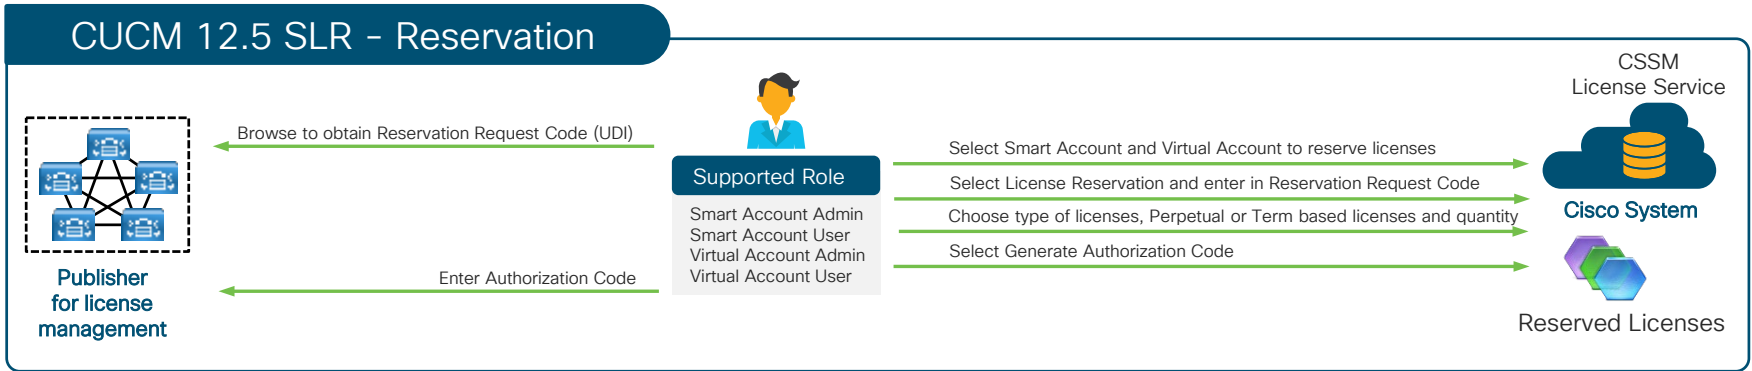 CUCM 12.5 SLR - Reservation
Browse to obtain Reservation Request Code (UDI)
Publisher
for license
management
Enter Authorization Code
Supported Role
Smart Account Admin
Smart Account User
Virtual Account Admin
Virtual Account User
Select Smart Account and Virtual Account to reserve licenses
Select License Reservation and enter in Reservation Request Code
Choose type of licenses, Perpetual or Term based licenses and quantity
Select Generate Authorization Code
CSSM
License Service
Cisco System
Reserved Licenses